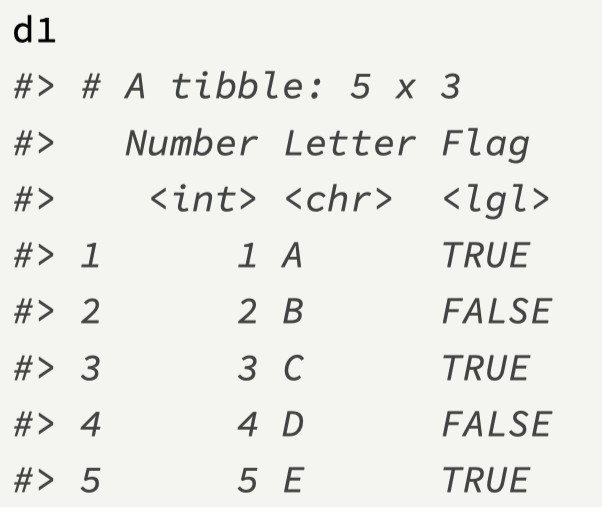 d1
#> # A tibble: 5 x 3
#>   Number Letter Flag
#>    <int> <chr>  <lgl>
#> 1      1 A      TRUE
#> 2      2 B      FALSE
#> 3      3 C      TRUE
#> 4      4 D      FALSE
#> 5      5 E      TRUE